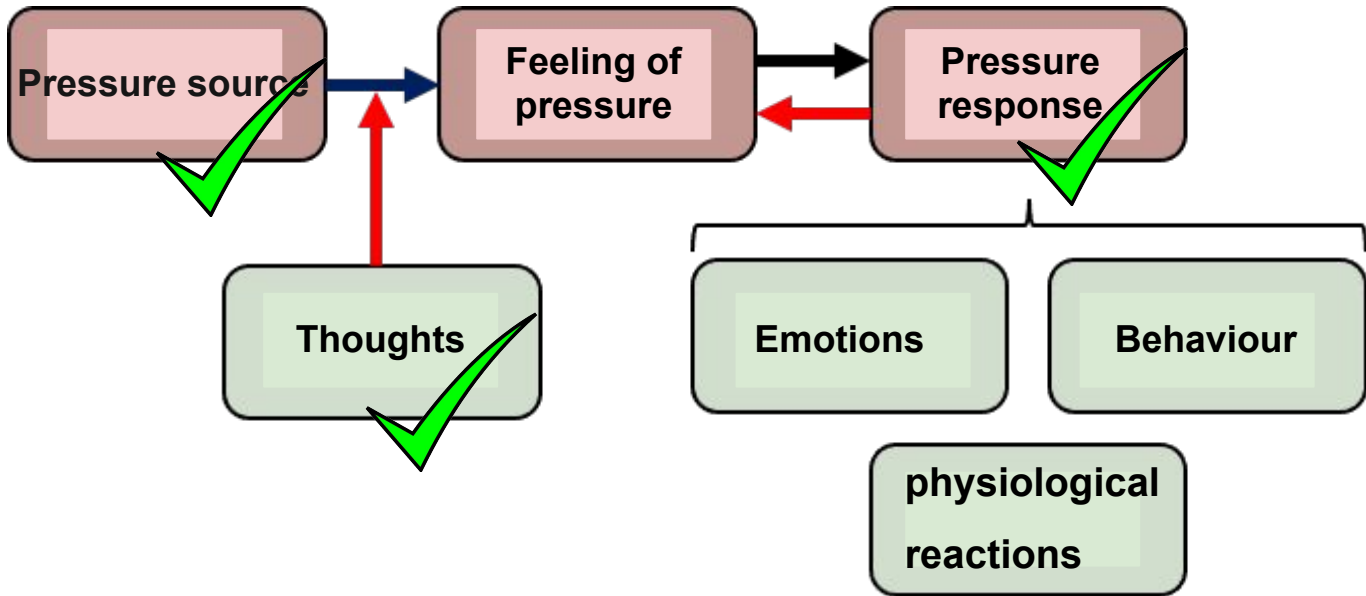 Pressure source
Feeling of
pressure
Pressure
response
Thoughts
Emotions
Behaviour
physiological
reactions